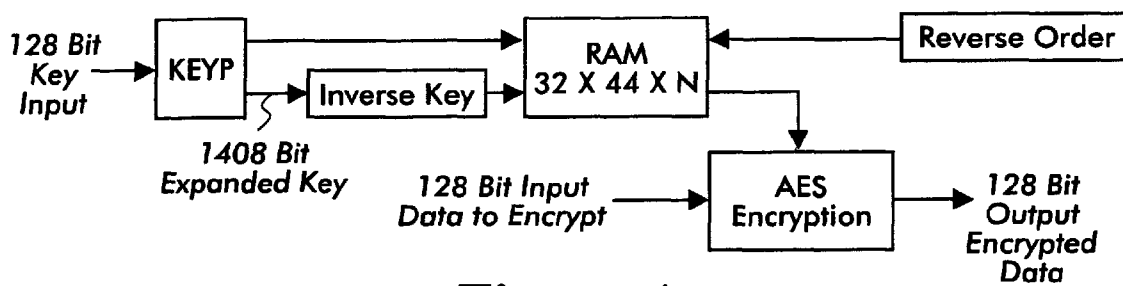 128 Bit
Key
Input
KEYP
RAM
32 X 44 X N
Reverse Order
Inverse Key
1408 Bit
Expanded Key
128 Bit Input
Data to Encrypt
AES
Encryption
128 Bit
Output
Encrypted
Data